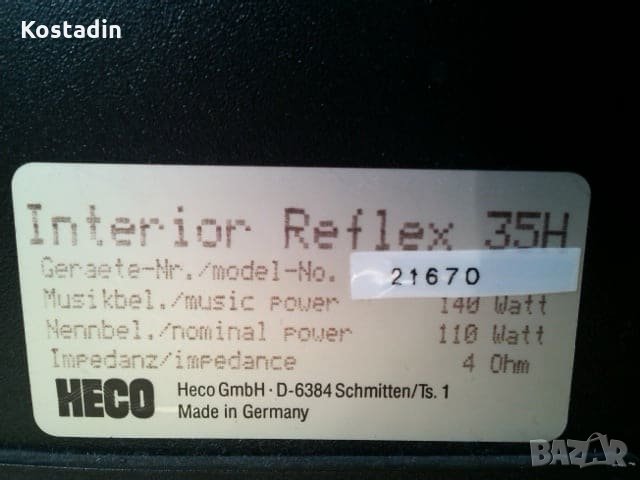 Kostadin
Interior Reflex 35H
Geraete-Nr./model-No. 21670
Musikbel./music power 140 Watt
Nennbel./nominal power 110 Watt
Impedanz/impedance 4 Ohm
HECO Heco GmbH · D-6384 Schmitten/Ts. 1
Made in Germany
BAZAR